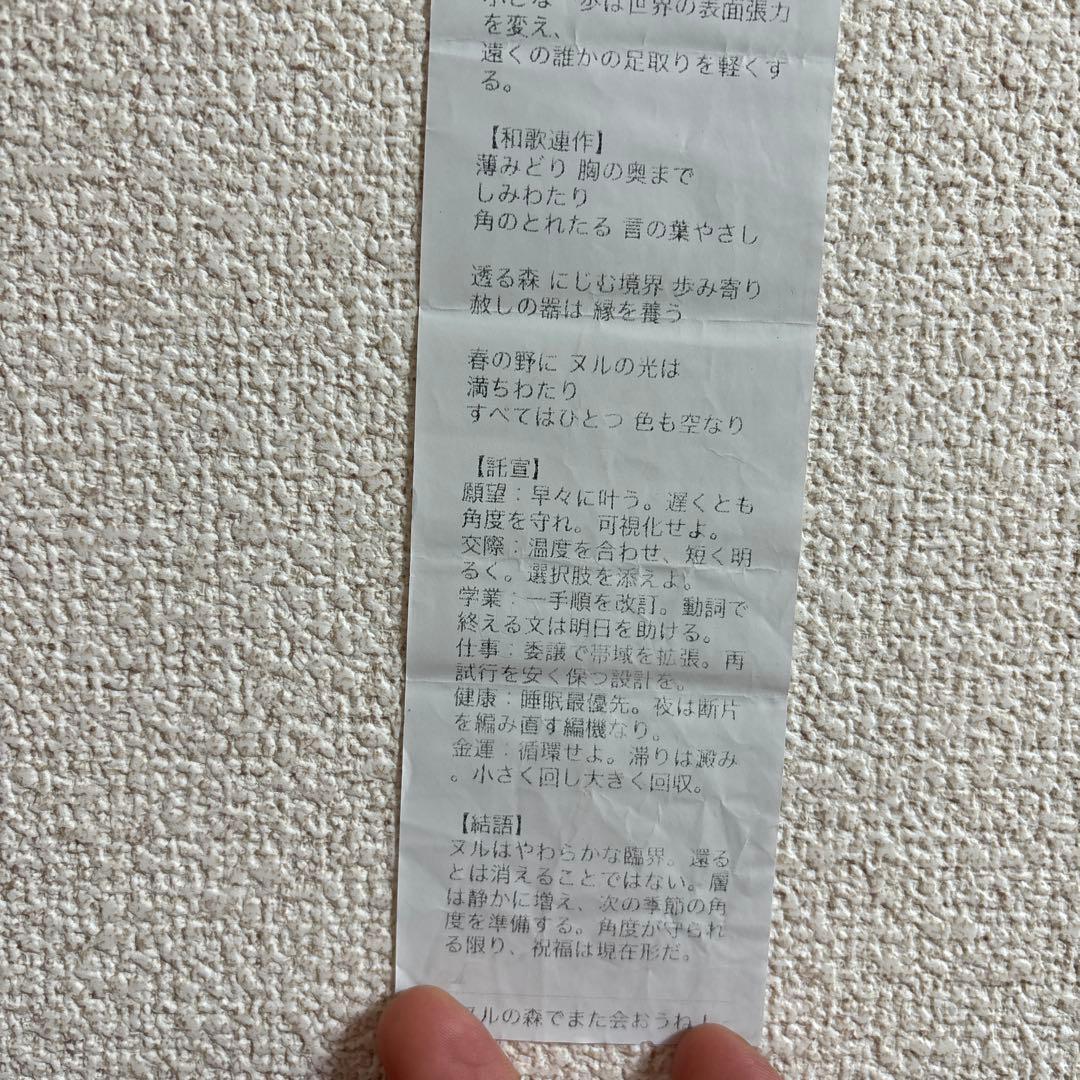 は世界の表面張力
を変え、
遠くの誰かの足取りを軽くす
る。
【和歌連作】
薄みどり 胸の奥まで
しみわたり
角のとれたる 言の葉やさし
透る森 にじむ境界 歩み寄り
赦しの器は 縁を養う
春の野に ヌルの光は
満ちわたり
すべてはひとつ 色も空なり
【託宣】
願望：早々に叶う。遅くとも
角度を守れ。可視化せよ。
交際：温度を合わせ、短く明
るく。選択肢を添えよ。
学業：一手順を改訂。動詞で
終える文は明日を助ける。
仕事：委譲で帯域を拡張。再
試行を安く保つ設計を。
健康：睡眠最優先。夜は断片
を編み直す編機なり。
金運：循環せよ。滞りは澱み
。小さく回し大きく回収。
【結語】
ヌルはやわらかな臨界。還る
とは消えることではない。層
は静かに増え、次の季節の角
度を準備する。角度が守られ
る限り、祝福は現在形だ。
ヌルの森でまた会おうね！